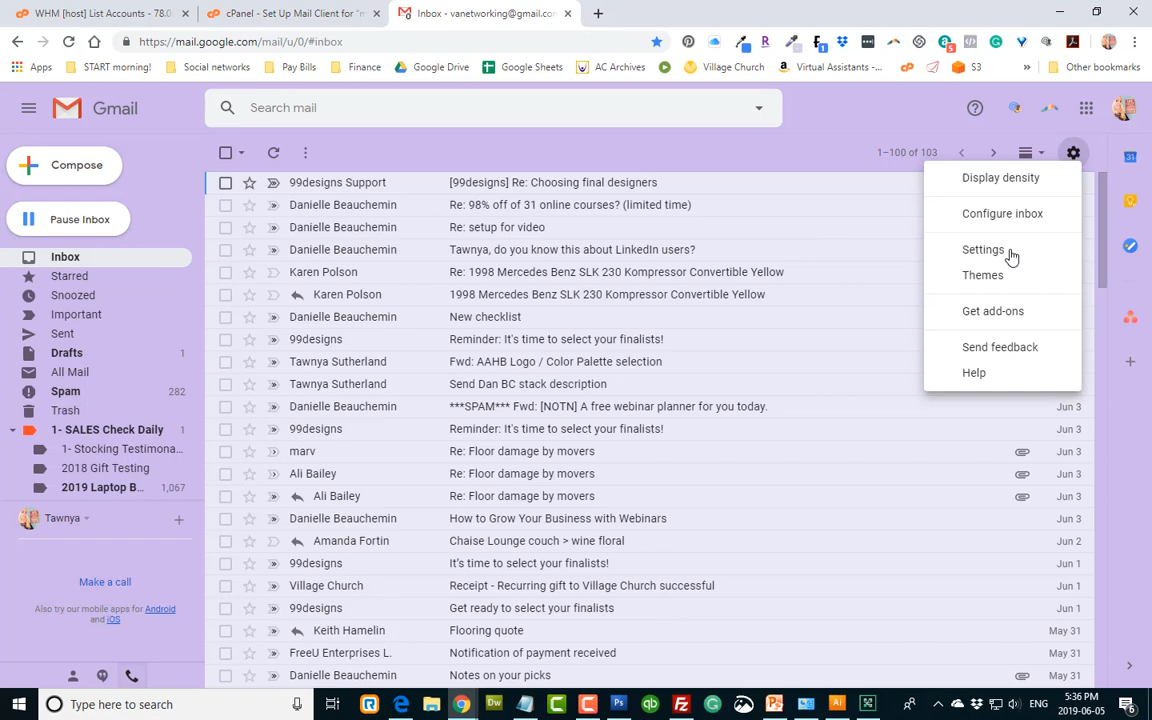 WHM [host] List Accounts - 78.0
cPanel - Set Up Mail Client for "m
Inbox - vanetworking@gmail.com
https://mail.google.com/mail/u/0/#inbox
Apps
START morning!
Social networks
Pay Bills
Finance
Google Drive
Google Sheets
AC Archives
Village Church
Virtual Assistants -...
S3
»
Other bookmarks
Gmail
Search mail
Compose
1–100 of 103
Pause Inbox
Inbox
Starred
Snoozed
Important
Sent
Drafts 1
All Mail
Spam 282
Trash
1- SALES Check Daily 1
1- Stocking Testimona...
2018 Gift Testing
2019 Laptop B... 1,067
Tawnya
Make a call
Also try our mobile apps for Android
and iOS
99designs Support [99designs] Re: Choosing final designers
Danielle Beauchemin Re: 98% off of 31 online courses? (limited time)
Danielle Beauchemin Re: setup for video
Danielle Beauchemin Tawnya, do you know this about LinkedIn users?
Karen Polson Re: 1998 Mercedes Benz SLK 230 Kompressor Convertible Yellow
Karen Polson 1998 Mercedes Benz SLK 230 Kompressor Convertible Yellow
Danielle Beauchemin New checklist
99designs Reminder: It's time to select your finalists!
Tawnya Sutherland Fwd: AAHB Logo / Color Palette selection
Tawnya Sutherland Send Dan BC stack description
Danielle Beauchemin ***SPAM*** Fwd: [NOTN] A free webinar planner for you today. Jun 3
99designs Reminder: It's time to select your finalists! Jun 3
marv Re: Floor damage by movers Jun 3
Ali Bailey Re: Floor damage by movers Jun 3
Ali Bailey Re: Floor damage by movers Jun 3
Danielle Beauchemin How to Grow Your Business with Webinars Jun 3
Amanda Fortin Chaise Lounge couch > wine floral Jun 2
99designs It's time to select your finalists! Jun 1
Village Church Receipt - Recurring gift to Village Church successful Jun 1
99designs Get ready to select your finalists Jun 1
Keith Hamelin Flooring quote May 31
FreeU Enterprises L. Notification of payment received May 31
Danielle Beauchemin Notes on your picks May 31
Display density
Configure inbox
Settings
Themes
Get add-ons
Send feedback
Help
Type here to search
5:36 PM
2019-06-05